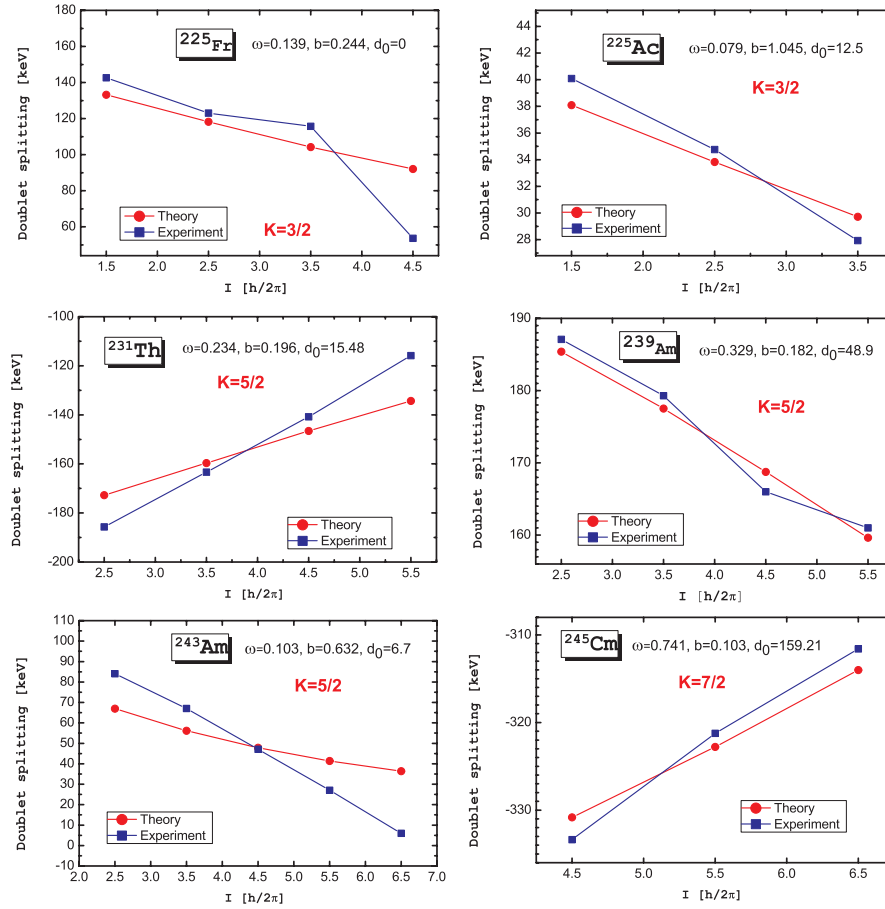 180
160
140
120
100
80
60
Doublet splitting [keV]
²²⁵Fr
ω=0.139, b=0.244, d₀=0
Theory
Experiment
K=3/2
1.5 2.0 2.5 3.0 3.5 4.0 4.5
I [h/2π]
42
40
38
36
34
32
30
28
Doublet splitting [keV]
²²⁵Ac
ω=0.079, b=1.045, d₀=12.5
K=3/2
Theory
Experiment
1.5 2.0 2.5 3.0 3.5
I [h/2π]
-100
-120
-140
-160
-180
-200
Doublet splitting [keV]
²³¹Th
ω=0.234, b=0.196, d₀=15.48
K=5/2
Theory
Experiment
2.5 3.0 3.5 4.0 4.5 5.0 5.5
I [h/2π]
190
180
170
160
Doublet splitting [keV]
²³⁹Am
ω=0.329, b=0.182, d₀=48.9
K=5/2
Theory
Experiment
2.5 3.0 3.5 4.0 4.5 5.0 5.5
I [h/2π]
110
100
90
80
70
60
50
40
30
20
10
0
-10
Doublet splitting [keV]
²⁴³Am
ω=0.103, b=0.632, d₀=6.7
K=5/2
Theory
Experiment
2.0 2.5 3.0 3.5 4.0 4.5 5.0 5.5 6.0 6.5 7.0
I [h/2π]
-310
-320
-330
Doublet splitting [keV]
²⁴⁵Cm
ω=0.741, b=0.103, d₀=159.21
K=7/2
Theory
Experiment
4.5 5.0 5.5 6.0 6.5
I [h/2π]